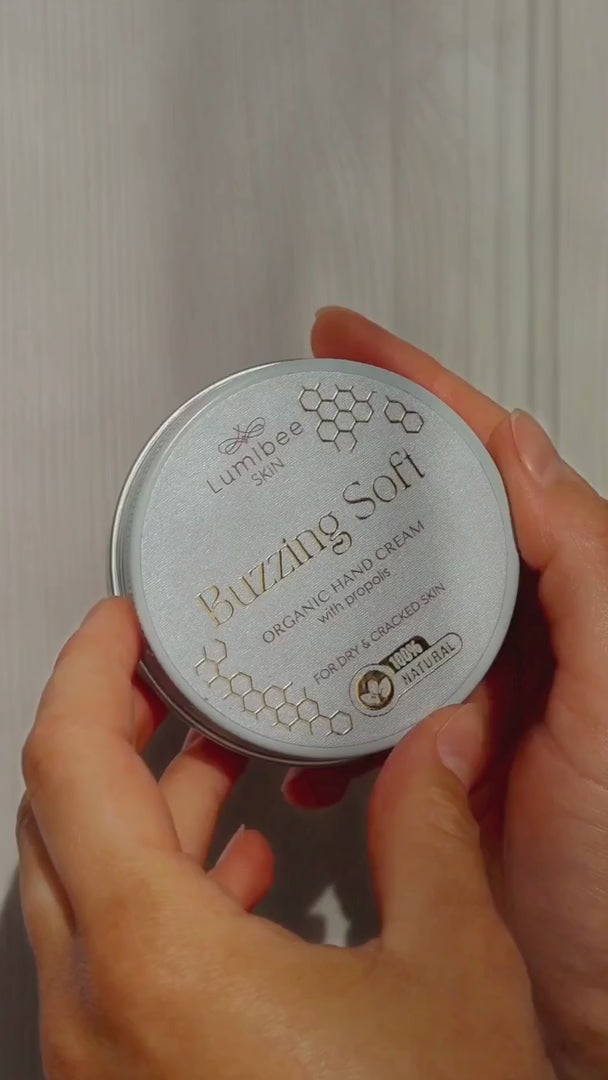 Lumibee
SKIN
Buzzing Soft
ORGANIC HAND CREAM
with propolis
FOR DRY & CRACKED SKIN
100%
NATURAL